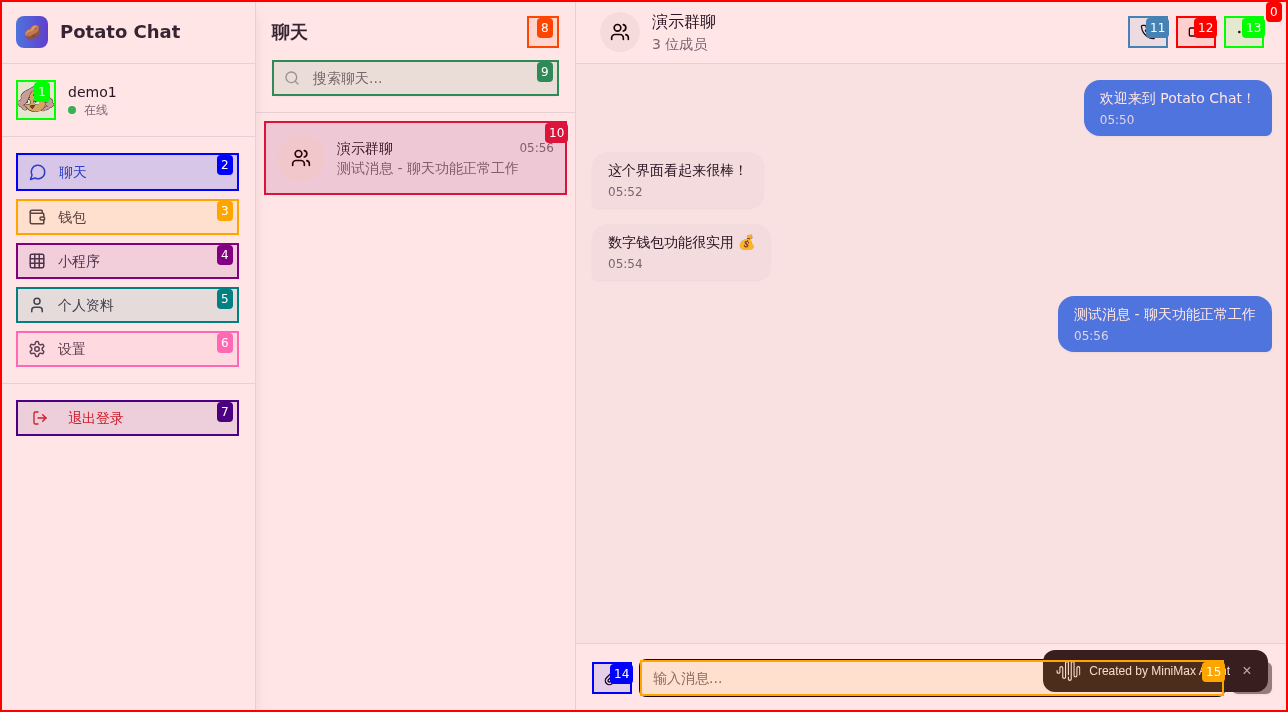 Potato Chat
demo1
在线
聊天
钱包
小程序
个人资料
设置
退出登录
聊天
搜索聊天...
演示群聊
05:56
测试消息 - 聊天功能正常工作
演示群聊
3 位成员
欢迎来到 Potato Chat！
05:50
这个界面看起来很棒！
05:52
数字钱包功能很实用 💰
05:54
测试消息 - 聊天功能正常工作
05:56
输入消息...
Created by MiniMax
×
0
1
2
3
4
5
6
7
8
9
10
11
12
13
14
15